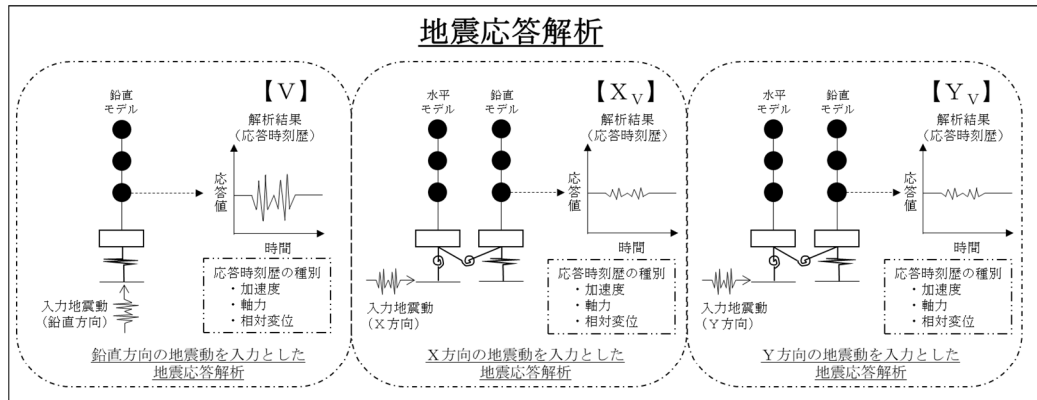 地震応答解析
【V】
鉛直
モデル
解析結果
（応答時刻歴）
応答値
時間
入力地震動
（鉛直方向）
応答時刻歴の種別
・加速度
・軸力
・相対変位
鉛直方向の地震動を入力とした
地震応答解析
【XV】
水平
モデル
鉛直
モデル
解析結果
（応答時刻歴）
応答値
時間
入力地震動
（X方向）
応答時刻歴の種別
・加速度
・軸力
・相対変位
X方向の地震動を入力とした
地震応答解析
【YV】
水平
モデル
鉛直
モデル
解析結果
（応答時刻歴）
応答値
時間
入力地震動
（Y方向）
応答時刻歴の種別
・加速度
・軸力
・相対変位
Y方向の地震動を入力とした
地震応答解析